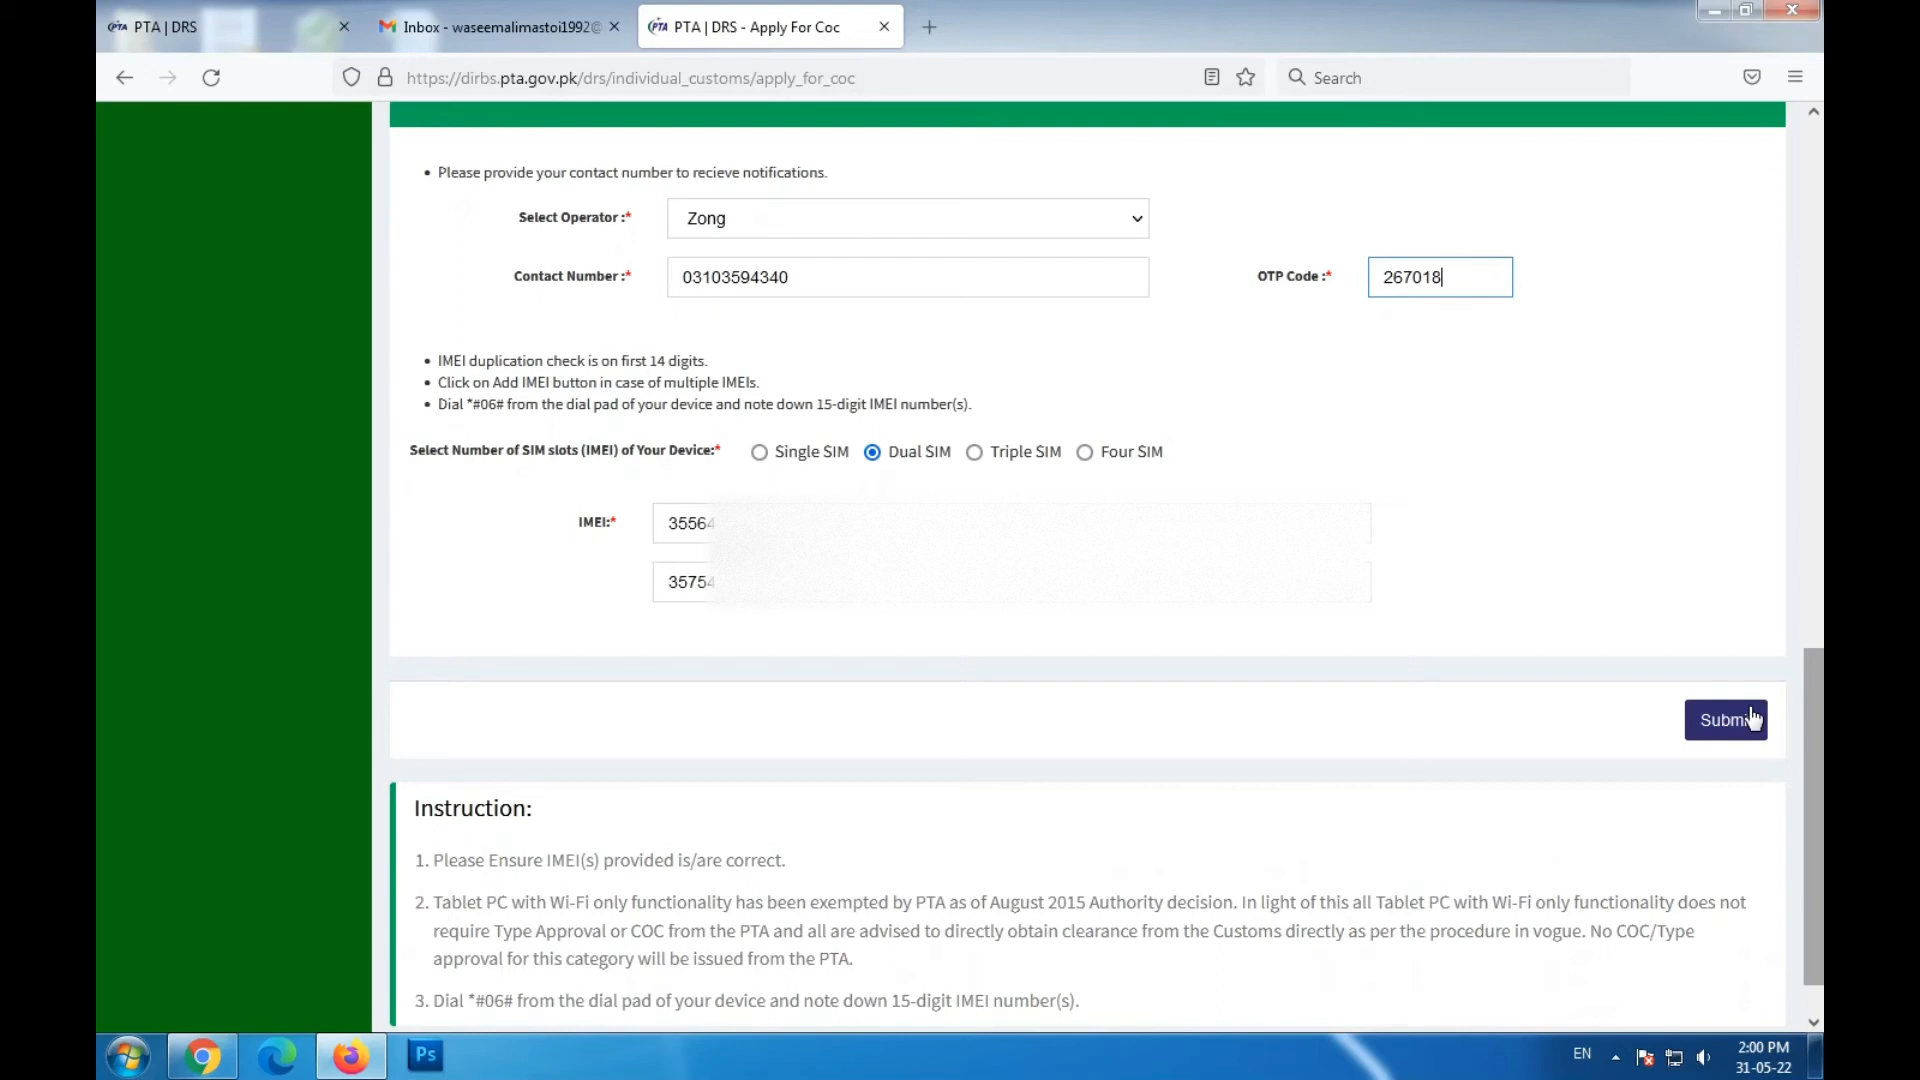 PTA | DRS
Inbox - waseemalimastoi1992@
PTA | DRS - Apply For Coc
https://dirbs.pta.gov.pk/drs/individual_customs/apply_for_coc
Search
• Please provide your contact number to recieve notifications.
Select Operator :*
Zong
Contact Number :*
03103594340
OTP Code :*
267018
• IMEI duplication check is on first 14 digits.
• Click on Add IMEI button in case of multiple IMEIs.
• Dial *#06# from the dial pad of your device and note down 15-digit IMEI number(s).
Select Number of SIM slots (IMEI) of Your Device:*
Single SIM
Dual SIM
Triple SIM
Four SIM
IMEI:*
35564
35754
Instruction:
1. Please Ensure IMEI(s) provided is/are correct.
2. Tablet PC with Wi-Fi only functionality has been exempted by PTA as of August 2015 Authority decision. In light of this all Tablet PC with Wi-Fi only functionality does not
require Type Approval or COC from the PTA and all are advised to directly obtain clearance from the Customs directly as per the procedure in vogue. No COC/Type
approval for this category will be issued from the PTA.
3. Dial *#06# from the dial pad of your device and note down 15-digit IMEI number(s).
Ps
EN
2:00 PM
31-05-22